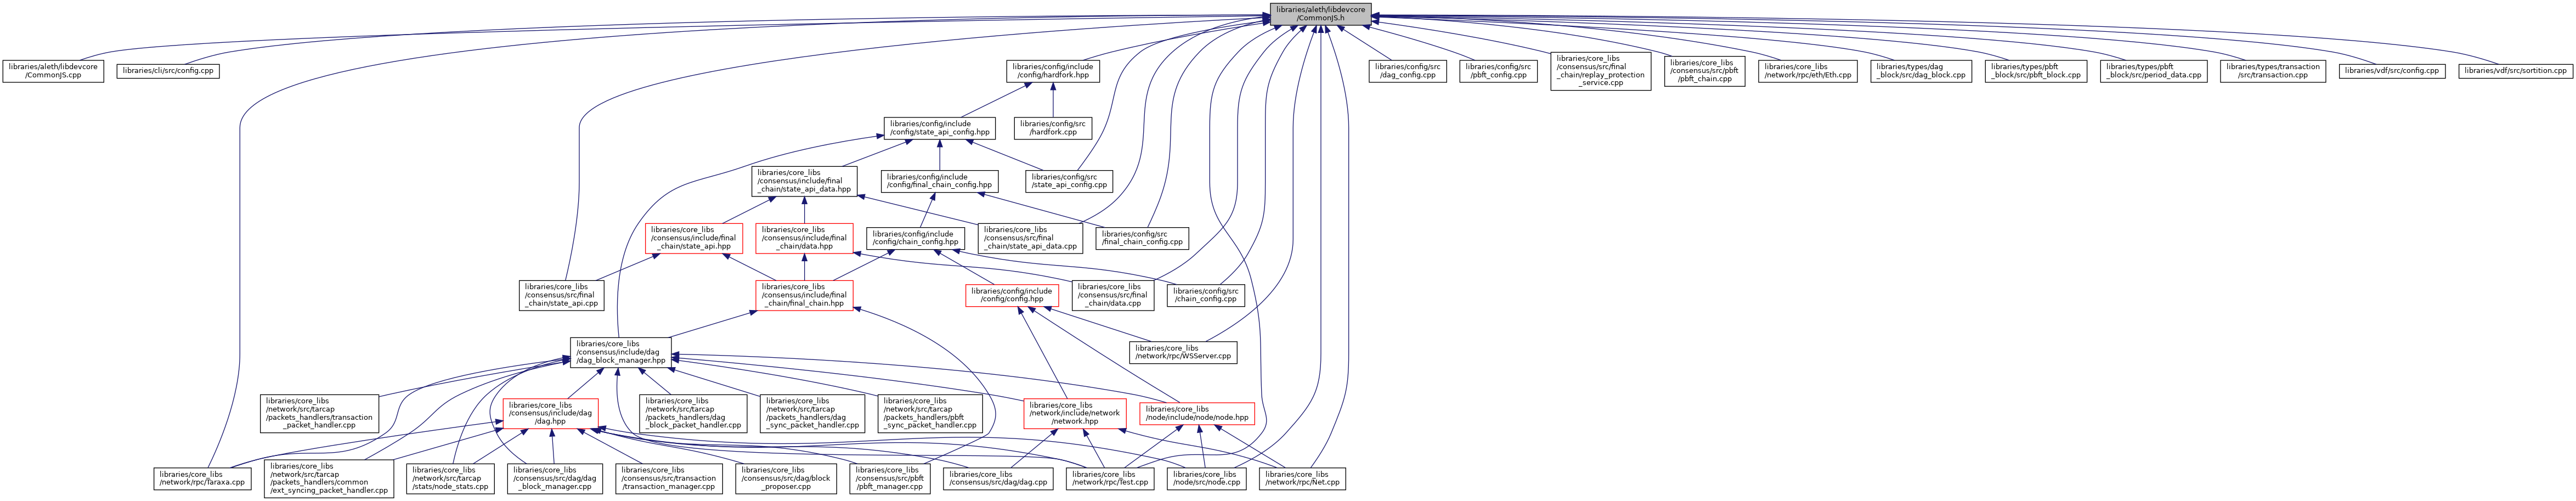 libraries/aleth/libdevcore
/CommonJS.h
libraries/aleth/libdevcore
/CommonJS.cpp
libraries/cli/src/config.cpp
libraries/config/include
/config/hardfork.hpp
libraries/config/src
/dag_config.cpp
libraries/config/src
/pbft_config.cpp
libraries/core_libs
/consensus/src/final
_chain/replay_protection
_service.cpp
libraries/core_libs
/consensus/src/pbft
/pbft_chain.cpp
libraries/core_libs
/network/rpc/eth/Eth.cpp
libraries/types/dag
_block/src/dag_block.cpp
libraries/types/pbft
_block/src/pbft_block.cpp
libraries/types/pbft
_block/src/period_data.cpp
libraries/types/transaction
/src/transaction.cpp
libraries/vdf/src/config.cpp
libraries/vdf/src/sortition.cpp
libraries/config/include
/config/state_api_config.hpp
libraries/config/src
/hardfork.cpp
libraries/core_libs
/consensus/include/final
_chain/state_api_data.hpp
libraries/config/include
/config/final_chain_config.hpp
libraries/config/src
/state_api_config.cpp
libraries/core_libs
/consensus/include/final
_chain/state_api.hpp
libraries/core_libs
/consensus/include/final
_chain/data.hpp
libraries/config/include
/config/chain_config.hpp
libraries/core_libs
/consensus/src/final
_chain/state_api_data.cpp
libraries/config/src
/final_chain_config.cpp
libraries/core_libs
/consensus/src/final
_chain/state_api.cpp
libraries/core_libs
/consensus/include/final
_chain/final_chain.hpp
libraries/config/include
/config/config.hpp
libraries/core_libs
/consensus/src/final
_chain/data.cpp
libraries/config/src
/chain_config.cpp
libraries/core_libs
/consensus/include/dag
/dag_block_manager.hpp
libraries/core_libs
/network/rpc/WSServer.cpp
libraries/core_libs
/network/src/tarcap
/packets_handlers/transaction
_packet_handler.cpp
libraries/core_libs
/consensus/include/dag
/dag.hpp
libraries/core_libs
/network/src/tarcap
/packets_handlers/dag
_block_packet_handler.cpp
libraries/core_libs
/network/src/tarcap
/packets_handlers/dag
_sync_packet_handler.cpp
libraries/core_libs
/network/src/tarcap
/packets_handlers/pbft
_sync_packet_handler.cpp
libraries/core_libs
/network/include/network
/network.hpp
libraries/core_libs
/node/include/node/node.hpp
libraries/core_libs
/network/rpc/Taraxa.cpp
libraries/core_libs
/network/src/tarcap
/packets_handlers/common
/ext_syncing_packet_handler.cpp
libraries/core_libs
/network/src/tarcap
/stats/node_stats.cpp
libraries/core_libs
/consensus/src/dag/dag
_block_manager.cpp
libraries/core_libs
/consensus/src/transaction
/transaction_manager.cpp
libraries/core_libs
/consensus/src/dag/block
_proposer.cpp
libraries/core_libs
/consensus/src/pbft
/pbft_manager.cpp
libraries/core_libs
/consensus/src/dag/dag.cpp
libraries/core_libs
/network/rpc/Test.cpp
libraries/core_libs
/node/src/node.cpp
libraries/core_libs
/network/rpc/Net.cpp